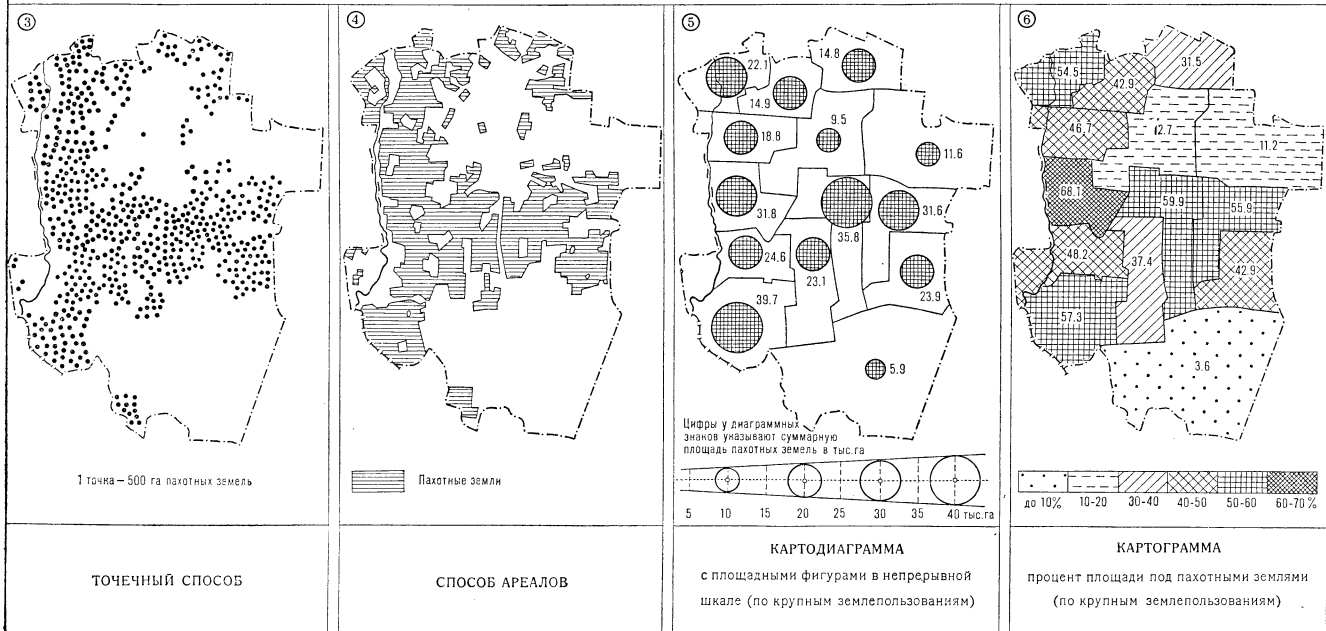 ③
1 точка – 500 га пахотных земель
ТОЧЕЧНЫЙ СПОСОБ
④
Пахотные земли
СПОСОБ АРЕАЛОВ
⑤
22.1
14.8
14.9
9.5
18.8
11.6
31.8
35.8
31.6
24.6
23.1
23.9
39.7
5.9
Цифры у диаграммных
знаков указывают суммарную
площадь пахотных земель в тыс.га
5 10 15 20 25 30 35 40 тыс.га
КАРТОДИАГРАММА
с площадными фигурами в непрерывной
шкале (по крупным землепользованиям)
⑥
54.5
42.9
31.5
46.7
2.7
11.2
68.1
59.9
55.9
48.2
37.4
42.9
57.3
3.6
до 10% 10-20 30-40 40-50 50-60 60-70 %
КАРТОГРАММА
процент площади под пахотными землями
(по крупным землепользованиям)